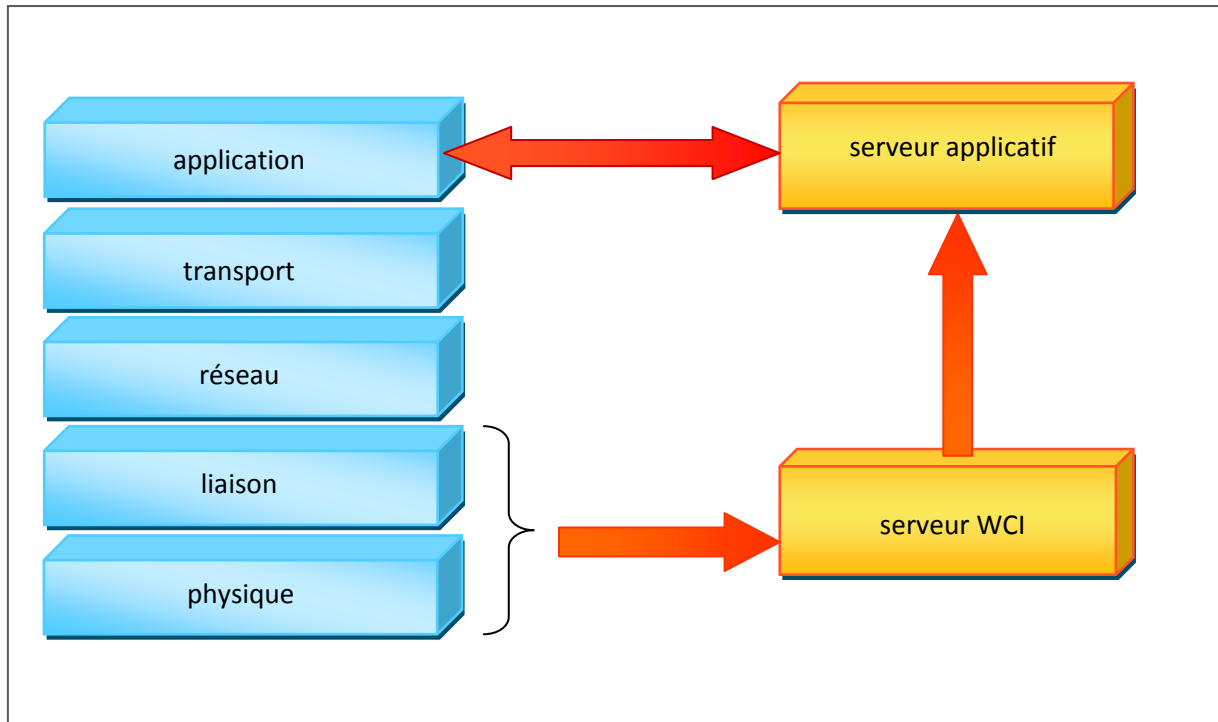 application
serveur applicatif
transport
réseau
liaison
serveur WCI
physique